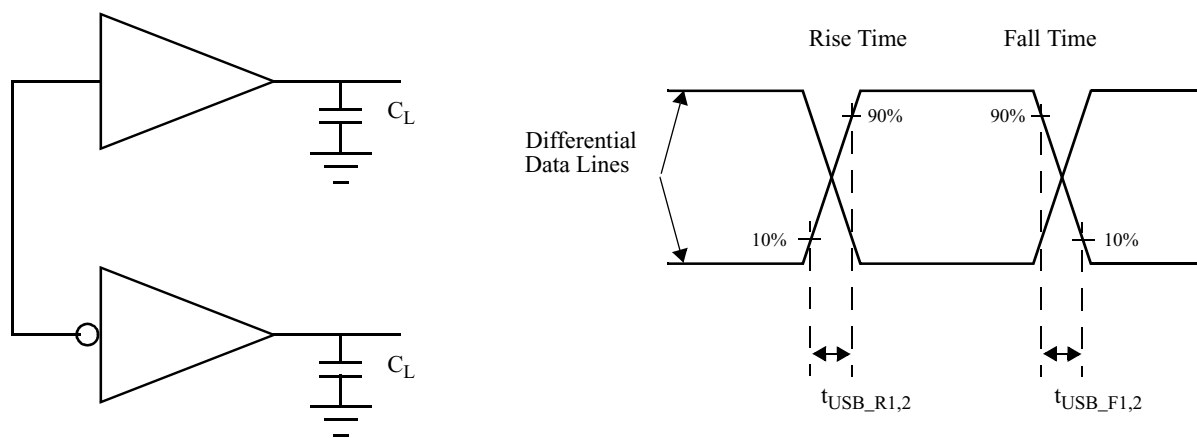 C_L
C_L
Rise Time
Fall Time
Differential
Data Lines
90%
90%
10%
10%
t_USB_R1,2
t_USB_F1,2